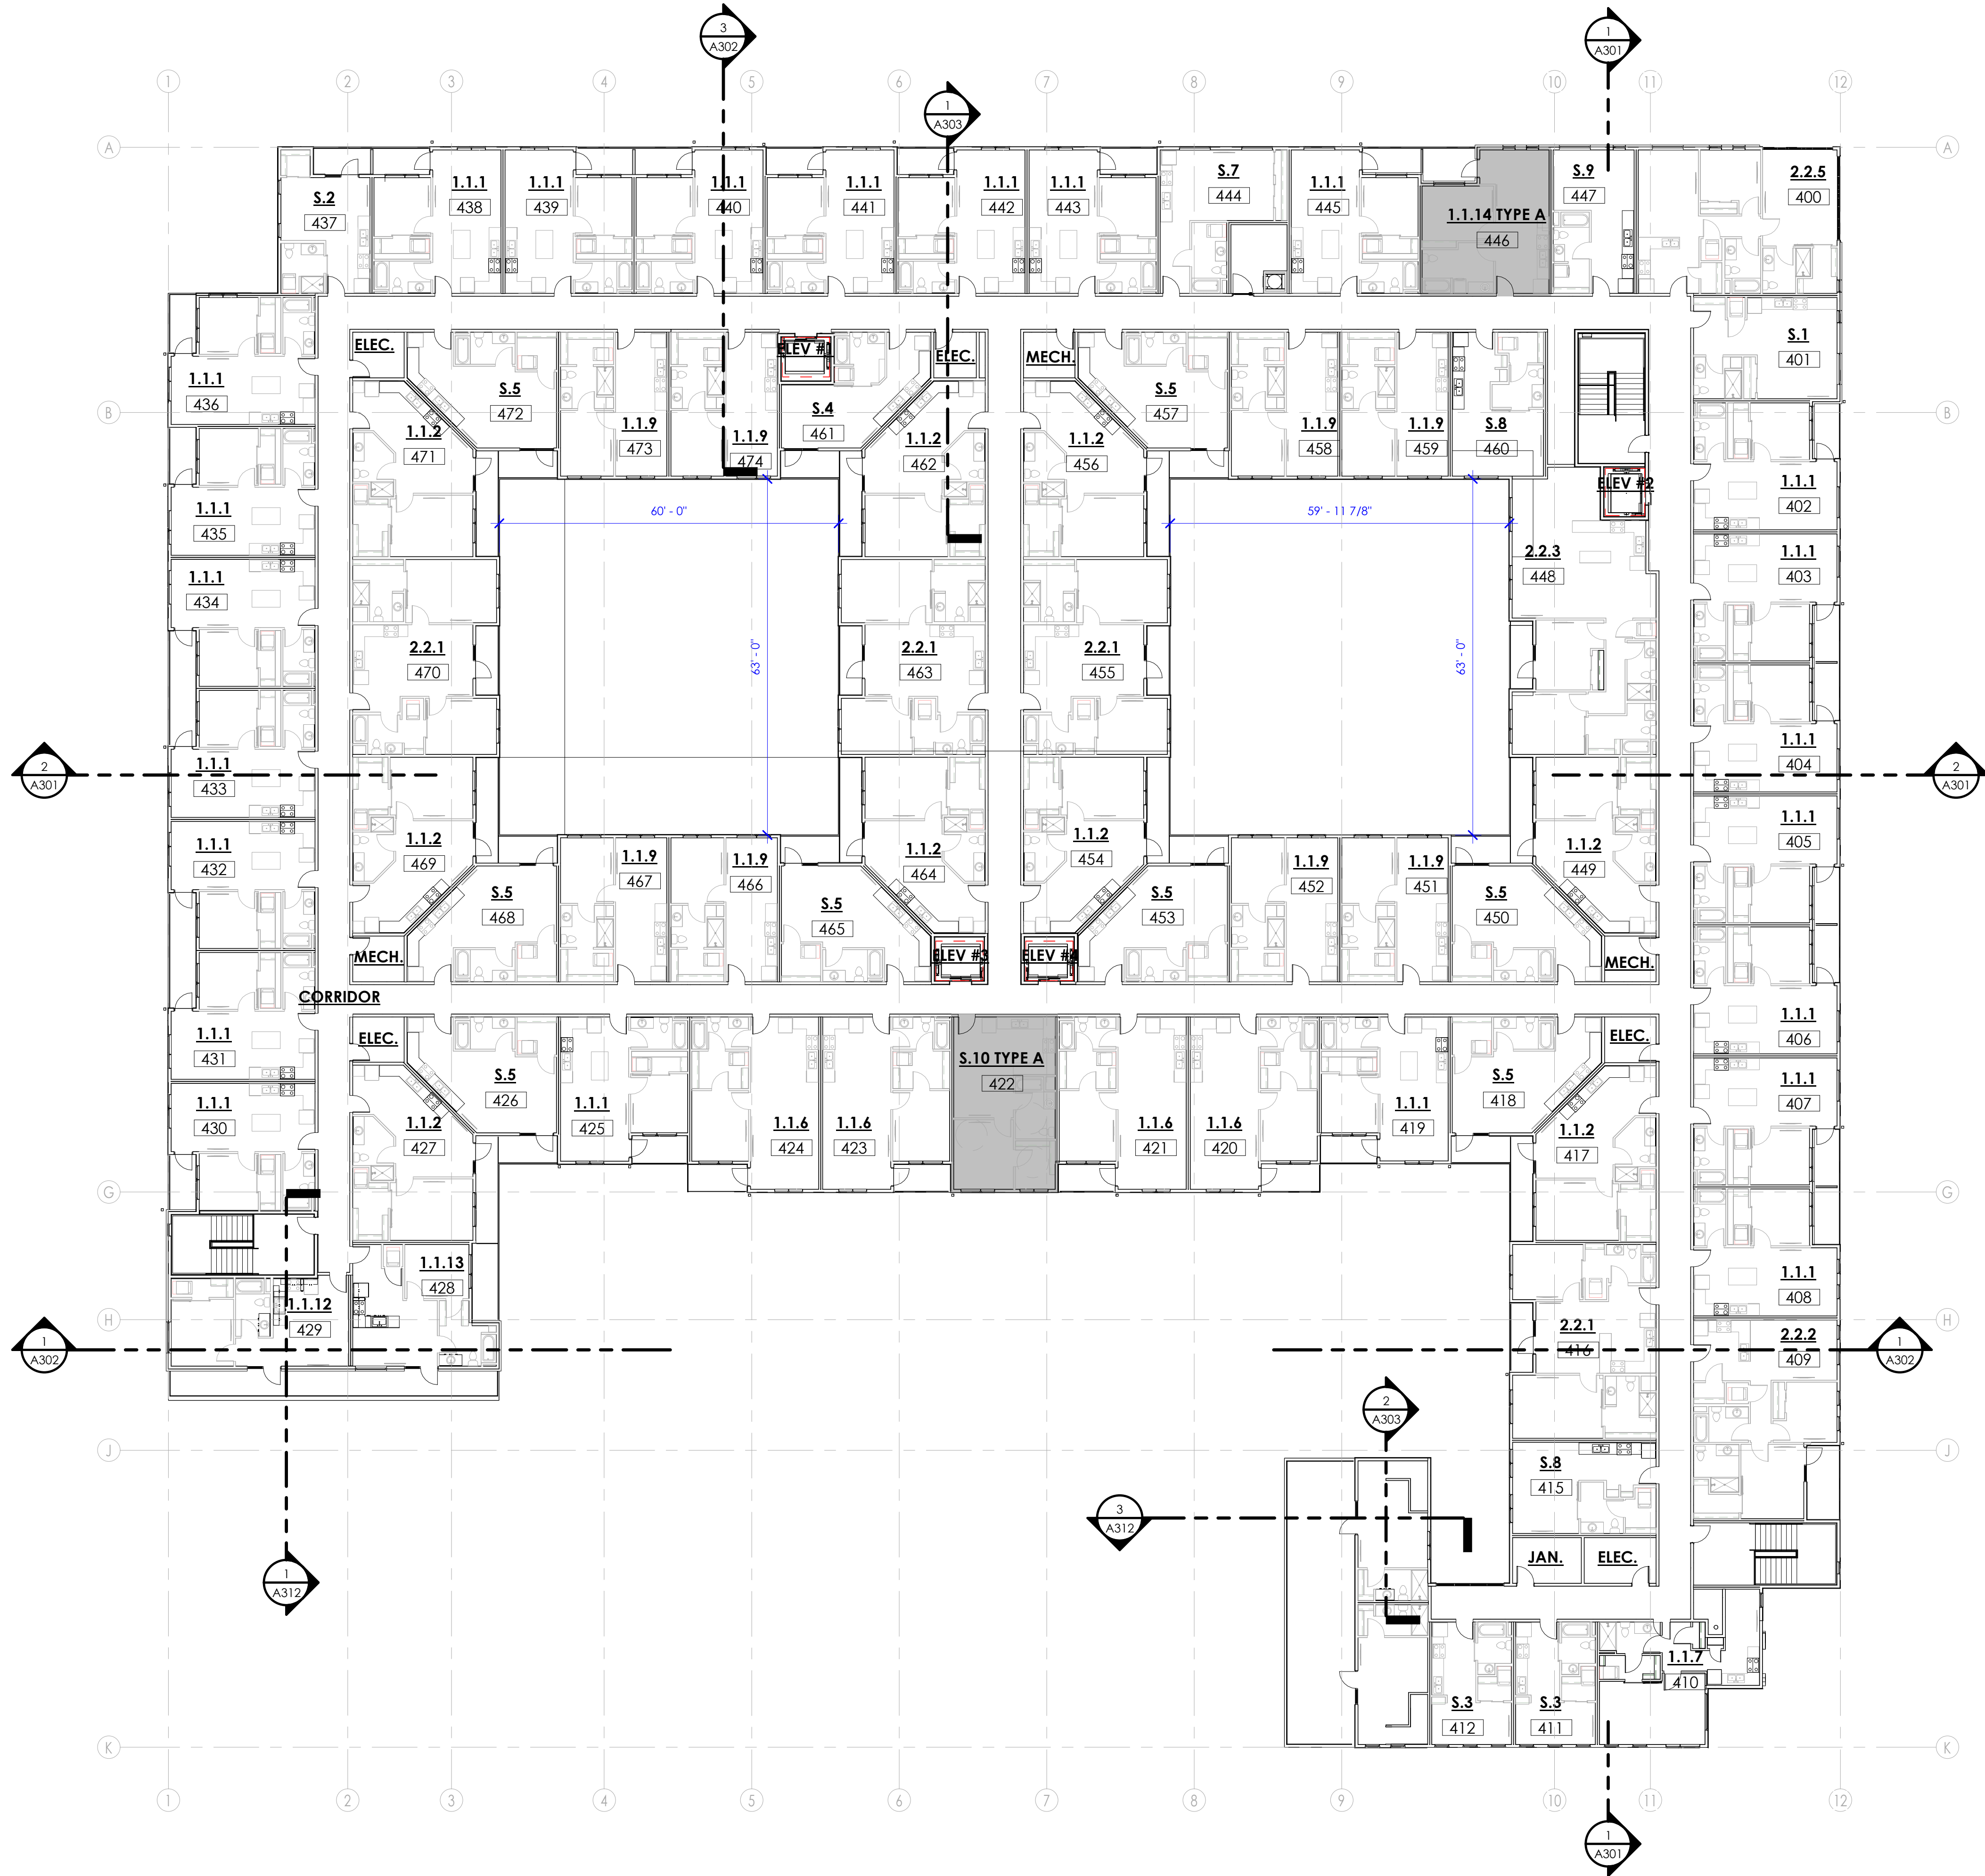 3
A302
1
A301
1
A303
1 2 3 4 5 6 7 8 9 10 11 12
A A
S.2
437
1.1.1
438
1.1.1
439
1.1.1
440
1.1.1
441
1.1.1
442
1.1.1
443
S.7
444
1.1.1
445
1.1.14 TYPE A
446
S.9
447
2.2.5
400
S.1
401
1.1.1
436
ELEC.
S.5
472
1.1.9
473
1.1.9
474
ELEV #1
S.4
461
ELEC.
1.1.2
462
MECH.
S.5
457
1.1.2
456
1.1.9
458
1.1.9
459
S.8
460
B B
1.1.2
471
ELEV #2
1.1.1
402
1.1.1
435
60' - 0"
59' - 11 7/8"
1.1.1
434
2.2.3
448
1.1.1
403
63' - 0"
63' - 0"
2.2.1
470
2.2.1
463
2.2.1
455
2
A301
1.1.1
433
1.1.1
404
2
A301
1.1.1
432
1.1.2
469
1.1.9
467
1.1.9
466
1.1.2
464
1.1.2
454
1.1.9
452
1.1.9
451
1.1.2
449
1.1.1
405
S.5
468
S.5
465
S.5
453
S.5
450
MECH.
ELEV #3
ELEV #4
MECH.
CORRIDOR
1.1.1
431
ELEC.
S.5
426
1.1.1
425
S.10 TYPE A
422
1.1.1
419
S.5
418
ELEC.
1.1.1
406
1.1.1
430
1.1.2
427
1.1.6
424
1.1.6
423
1.1.6
421
1.1.6
420
1.1.2
417
1.1.1
407
G G
1.1.13
428
1.1.12
429
1.1.1
408
H H
2.2.1
416
2.2.2
409
1
A302
1
A302
2
A303
J J
S.8
415
3
A312
JAN.
ELEC.
1
A312
1.1.7
410
S.3
412
S.3
411
K K
1 2 3 4 5 6 7 8 9 10 11 12
1
A301